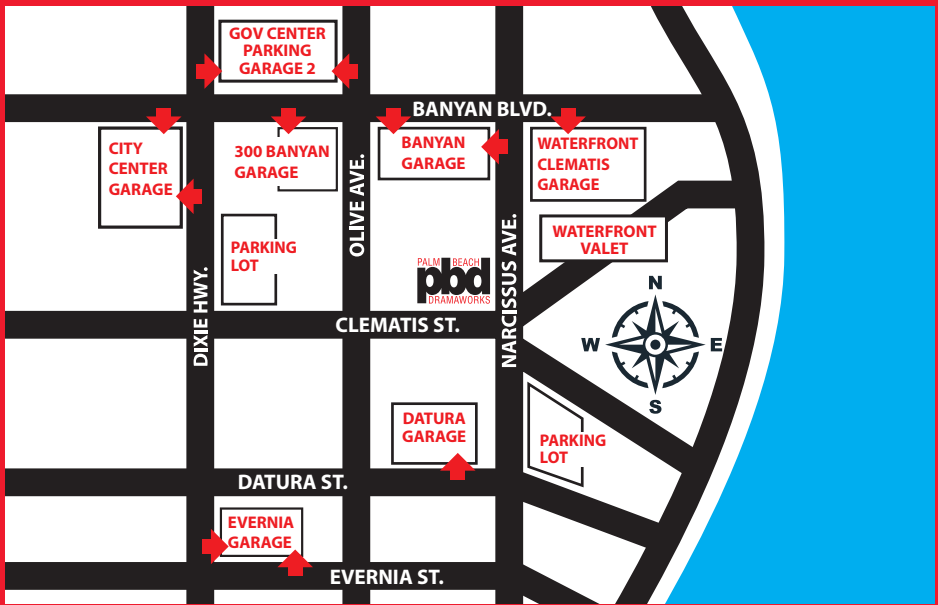 GOV CENTER
PARKING
GARAGE 2
BANYAN BLVD.
CITY
CENTER
GARAGE
300 BANYAN
GARAGE
OLIVE AVE.
BANYAN
GARAGE
WATERFRONT
CLEMATIS
GARAGE
PARKING
LOT
NARCISSUS AVE.
WATERFRONT
VALET
PALM BEACH
pbd
DRAMAWORKS
DIXIE HWY.
CLEMATIS ST.
N
W
E
S
DATURA
GARAGE
PARKING
LOT
DATURA ST.
EVERNIA
GARAGE
EVERNIA ST.